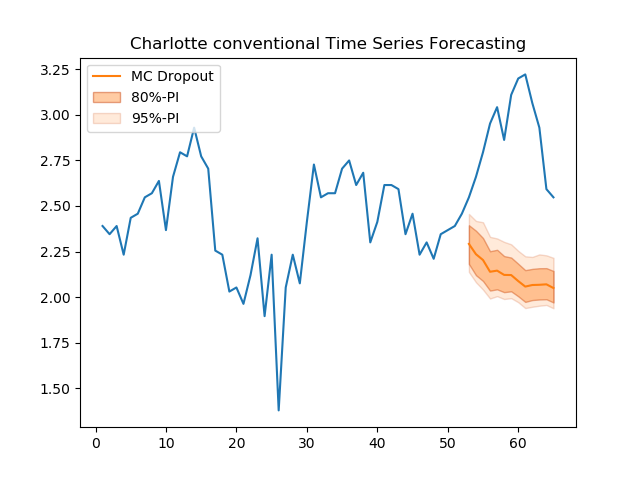 Charlotte conventional Time Series Forecasting
MC Dropout
80%-PI
95%-PI
3.25
3.00
2.75
2.50
2.25
2.00
1.75
1.50
0 10 20 30 40 50 60